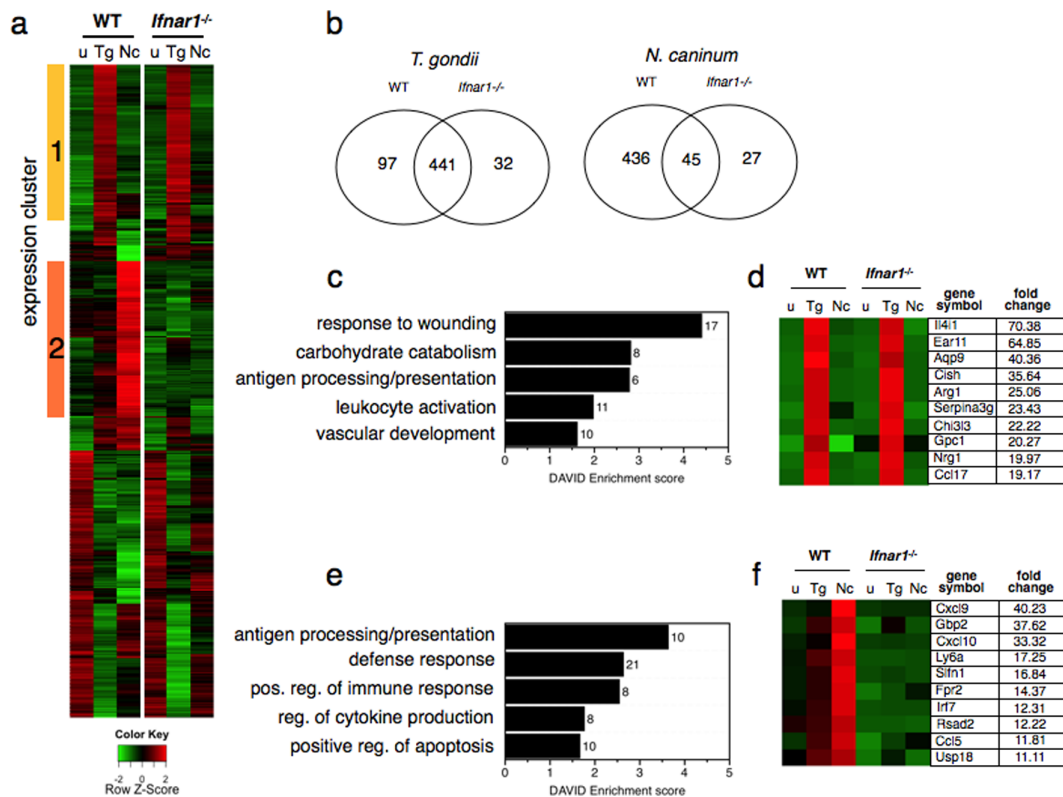 a
WT Ifnar1-/-
u Tg Nc u Tg Nc
expression cluster
1
2
Color Key
-2 0 2
Row Z-Score
b
T. gondii
WT Ifnar1-/-
97 441 32
N. caninum
WT Ifnar1-/-
436 45 27
c
response to wounding 17
carbohydrate catabolism 8
antigen processing/presentation 6
leukocyte activation 11
vascular development 10
0 1 2 3 4 5
DAVID Enrichment score
d
WT Ifnar1-/-
u Tg Nc u Tg Nc
gene symbol fold change
Il4i1 70.38
Ear11 64.85
Aqp9 40.36
Cish 35.64
Arg1 25.06
Serpina3g 23.43
Chi3l3 22.22
Gpc1 20.27
Nrg1 19.97
Ccl17 19.17
e
antigen processing/presentation 10
defense response 21
pos. reg. of immune response 8
reg. of cytokine production 8
positive reg. of apoptosis 10
0 1 2 3 4 5
DAVID Enrichment score
f
WT Ifnar1-/-
u Tg Nc u Tg Nc
gene symbol fold change
Cxcl9 40.23
Gbp2 37.62
Cxcl10 33.32
Ly6a 17.25
Slfn1 16.84
Fpr2 14.37
Irf7 12.31
Rsad2 12.22
Ccl5 11.81
Usp18 11.11